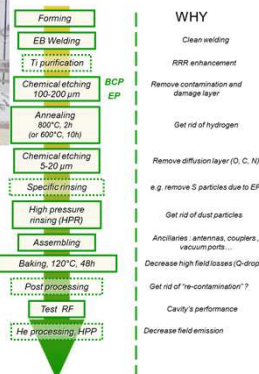 Forming
WHY
EB Welding
Clean welding
Ti purification
RRR enhancement
Chemical etching
100-200 µm
BCP
EP
Remove contamination and
damage layer
Annealing
800°C, 2h
(or 600°C, 10h)
Get rid of hydrogen
Chemical etching
5-20 µm
Remove diffusion layer (O, C, N)
Specific rinsing
e.g. remove S particles due to EP
High pressure
rinsing (HPR)
Get rid of dust particles
Assembling
Ancillaries : antennas, couplers,
vacuum ports…
Baking, 120°C, 48h
Decrease high field losses (Q-drop
Post processing
Get rid of "re-contamination" ?
Test RF
Cavity's performance
He processing, HPP
Decrease field emission